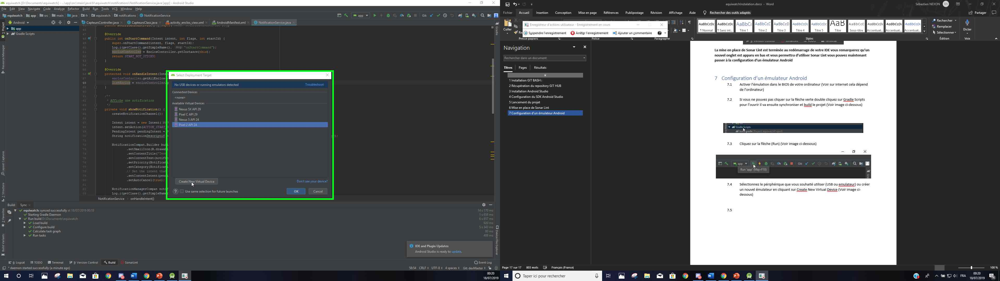 equiwatch [D:\Documents\equiwatch] - ...\app\src\main\java\fr\equiwatch\notifications\NotificationService.java [app] - Android Studio
File Edit View Navigate Code Analyze Refactor Build Run Tools VCS Window Help
equiwatch app src main java fr equiwatch notifications NotificationService
app Git:
Android
CapteursController.java CapteursClass.java activity_enclos_view.xml AndroidManifest.xml NotificationService.java
app
Gradle Scripts
1: Project
Resource Manager
Layout Captures
Z: Structure
2: Favorites
Build Variants
Gradle
Device File Explorer
@Override
public int onStartCommand(Intent intent, int flags, int startId) {
super.onStartCommand(intent, flags, startId);
Log.i(getClass().getSimpleName(), msg: "onStartCommand");
enclosController = EnclosController.getInstance(this);
return START_NOT_STICKY;
}
@Override
protected void onHandleIntent(Inte
enclosController.getAllEnclos(
listEnclos = enclosController.g
}
/**
* Affiche une notification
*/
private void showNotification() {
createNotificationChannel();
Intent intent = new Intent(
intent.setAction(ACTION_START_
PendingIntent pendingIntent =
String notificationDescriptif =
);
NotificationCompat.Builder buil
.setSmallIcon(R.drawab
.setContentTitle("Tes
.setContentText(notifi
.setPriority(Notificat
.setCategory(Notificat
// Set the intent that
.setContentIntent(pend
.setAutoCancel(true);
NotificationManagerCompat notif
Log.i(getClass().getSimpleName
NotificationService › onHandleIntent()
Select Deployment Target
No USB devices or running emulators detected Troubleshoot
Connected Devices
<none>
Available Virtual Devices
Nexus 5X API 29
Pixel C API 29
Nexus 5 API 24
Pixel 2 API 24
Create New Virtual Device Don't see your device?
? Use same selection for future launches OK Cancel
Build: Sync
equiwatch: synced successfully at 18/07/2019 00:18 14 s 170 ms
Starting Gradle Daemon 1 s 658 ms
Run build D:\Documents\equiwatch 6 s 857 ms
Load build 920 ms
Configure build 5 s 343 ms
Calculate task graph 80 ms
Run tasks 408 ms
IDE and Plugin Updates
Android Studio is ready to update.
6: Logcat TODO Terminal 9: Version Control Build SonarLint Event Log
* daemon started successfully (a minute ago) 58:54 CRLF UTF-8 4 spaces Git: devMaster
00:20
18/07/2019
equiwatchInstalation.docx - Word Sébastien NEXON SN
Fichier Accueil Insertion Conception Mise en page Références Publipostage Révision Affichage Aide Rechercher des outils adaptés Partager
Coller
Presse-papiers Police Paragraphe Styles Édition Voix
Enregistreur d'actions utilisateur - Enregistrement en cours
Suspendre l'enregistrement Arrêter l'enregistrement Ajouter un commentaire
AaBbCcDc AaBbCcDc AaBbC( AaBbCcE AaBbCcD AaBbCcDc AaBbCcD AaB AaBbCcD AaBbCcDc AaBbCcDc AaBbCcDc
¶ Normal ¶ Sans int... Titre 1 Titre 2 Titre 3 Titre 4 Titre 5 Titre Sous-titre Accentuat... Accentuat... Accentuat...
Rechercher
Remplacer
Sélectionner
Dicter
Navigation
Rechercher dans un document
Titres Pages Résultats
1 Installation GIT BASH :
2 Récupération du repository GIT HUB
3 Installation Android Studio
4 Configuration du SDK Android Studio
5 Lancement du projet
6 Mise en place de Sonar Lint
7 Configuration d'un émulateur Android
La mise en place de Sonar Lint est terminée au redémarrage de votre IDE vous remarquerez qu'un
nouvel onglet est apparu en bas et vous permettra d'utiliser Sonar Lint vous pouvez maintenant
passer à la configuration d'un émulateur Android
7 Configuration d'un émulateur Android
7.1 Activer l'émulation dans le BIOS de votre ordinateur (Voir sur internet cela dépend
de l'ordinateur)
7.2 Si vous ne pouvez pas cliquer sur la flèche verte double cliquez sur Gradle Scripts
pour l'ouvrir il va ensuite synchroniser et build le projet (Voir image ci-dessous)
Gradle Scripts
build.gradle (Project: equiwatchProject)
7.3 Cliquez sur la flèche (Run) (Voir image ci-dessous)
app Git:
Run 'app' (Maj+F10)
7.4 Sélectionnez le périphérique que vous souhaité utiliser (USB ou emulateur) ou créer
un nouvel émulateur en cliquant sur Create New Virtual Device (Voir image ci-
dessous)
7.5
Page 17 sur 17 803 mots Français (France) 100 %
Taper ici pour rechercher FRA 00:20
18/07/2019